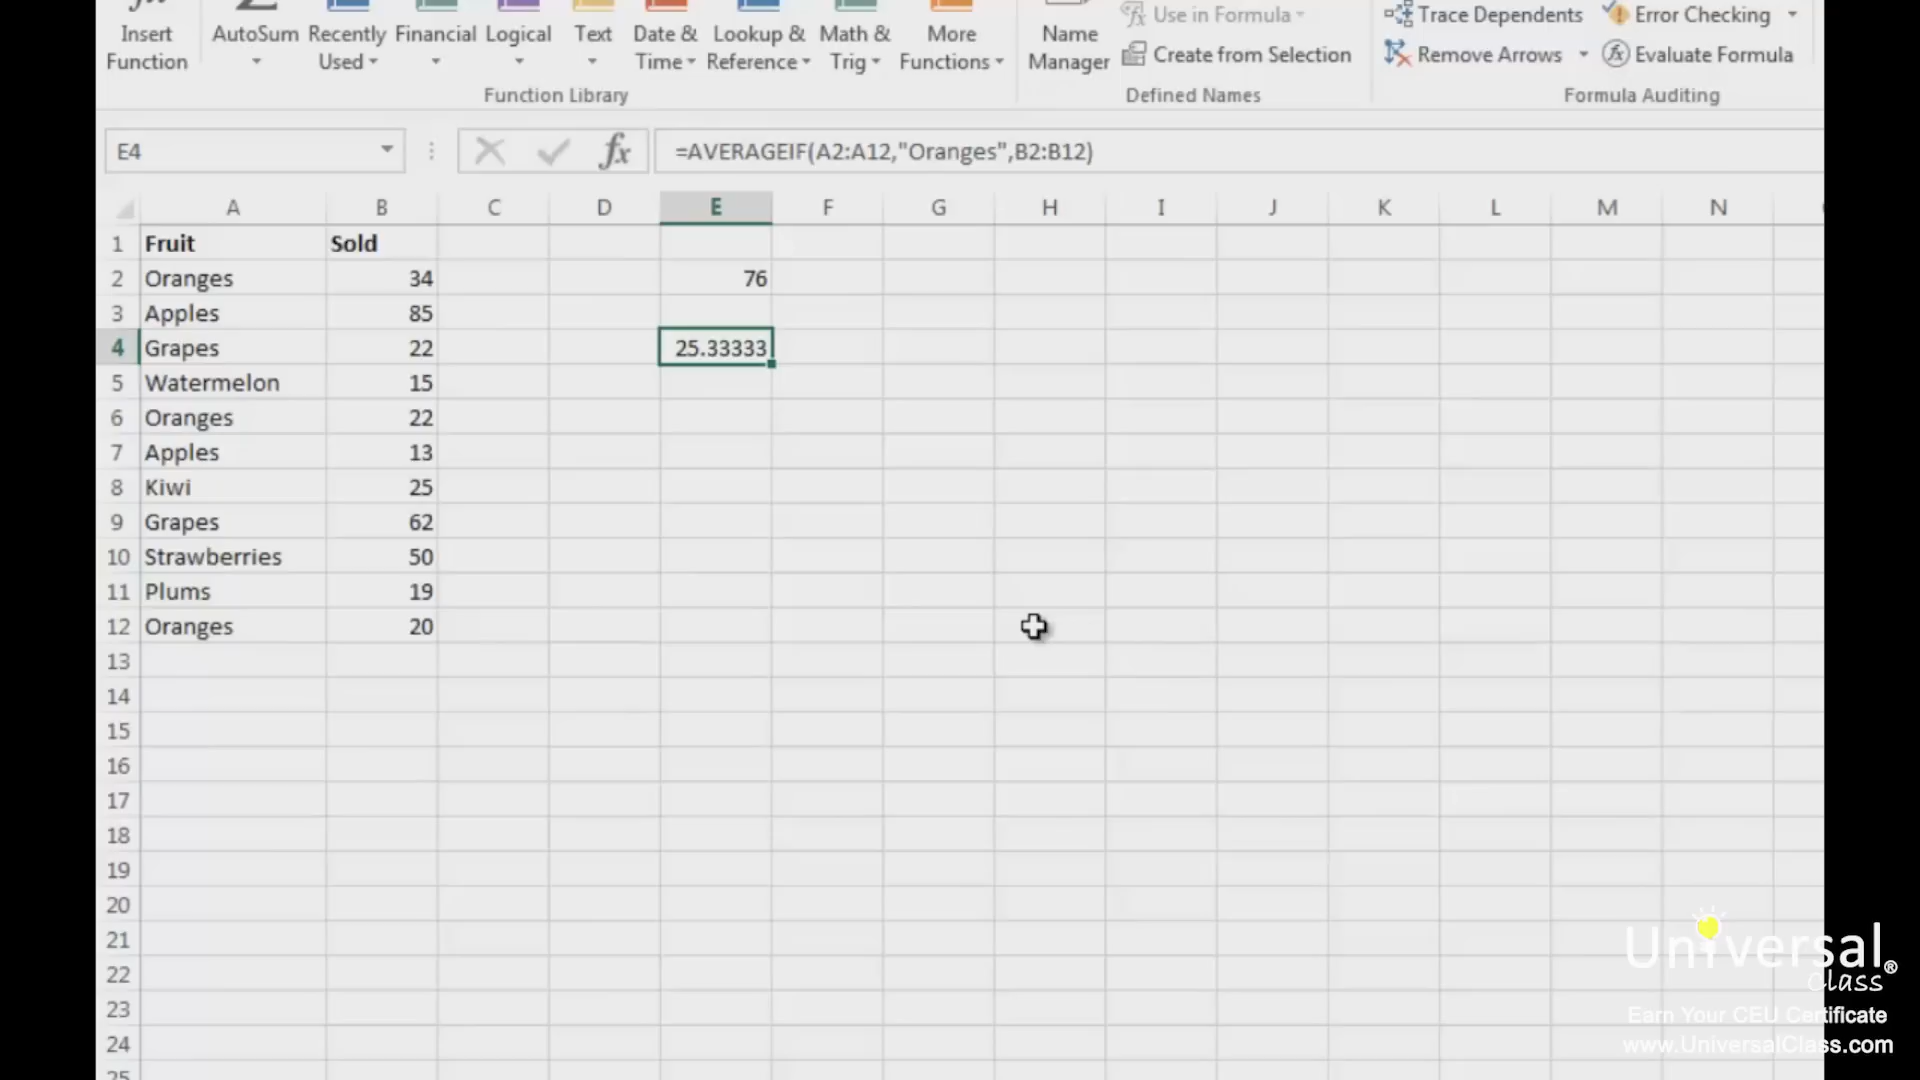 Insert Function
AutoSum
Recently Used
Financial
Logical
Text
Date & Time
Lookup & Reference
Math & Trig
More Functions
Function Library
Name Manager
Use in Formula
Create from Selection
Defined Names
Trace Dependents
Error Checking
Remove Arrows
Evaluate Formula
Formula Auditing
E4
fx =AVERAGEIF(A2:A12,"Oranges",B2:B12)
A B C D E F G H I J K L M N
1 Fruit Sold
2 Oranges 34 76
3 Apples 85
4 Grapes 22 25.33333
5 Watermelon 15
6 Oranges 22
7 Apples 13
8 Kiwi 25
9 Grapes 62
10 Strawberries 50
11 Plums 19
12 Oranges 20
13
14
15
16
17
18
19
20
21
22
23
24
25
Universal®
Class
Earn Your CEU Certificate
www.UniversalClass.com